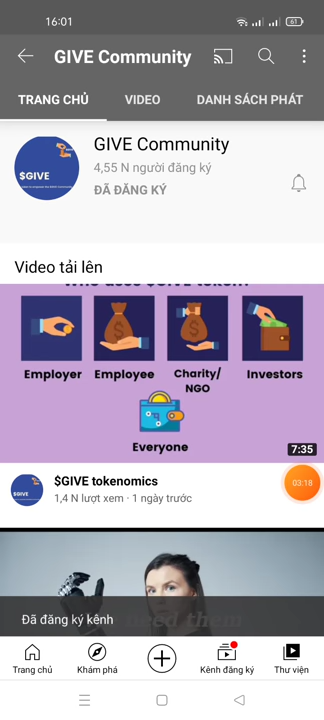 16:01
61
GIVE Community
TRANG CHỦ
VIDEO
DANH SÁCH PHÁT
$GIVE
GIVE Community
4,55 N người đăng ký
ĐÃ ĐĂNG KÝ
Video tải lên
Employer
Employee
Charity/
NGO
Investors
Everyone
7:35
$GIVE
$GIVE tokenomics
1,4 N lượt xem · 1 ngày trước
03:18
need them
Đã đăng ký kênh
Trang chủ
Khám phá
Kênh đăng ký
Thư viện